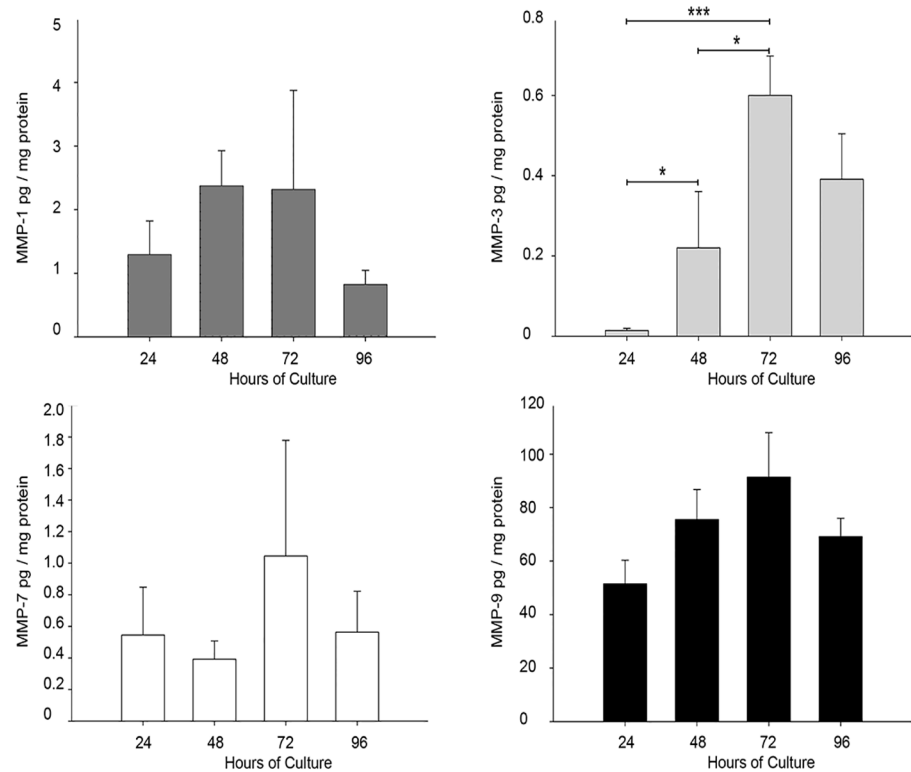 MMP-1 pg / mg protein
5
4
3
2
1
0
24 48 72 96
Hours of Culture
MMP-3 pg / mg protein
0.8
0.6
0.4
0.2
0
***
*
*
24 48 72 96
Hours of Culture
MMP-7 pg / mg protein
2.0
1.8
1.6
1.4
1.2
1.0
0.8
0.6
0.4
0.2
0
24 48 72 96
Hours of Culture
MMP-9 pg / mg protein
120
100
80
60
40
20
0
24 48 72 96
Hours of Culture